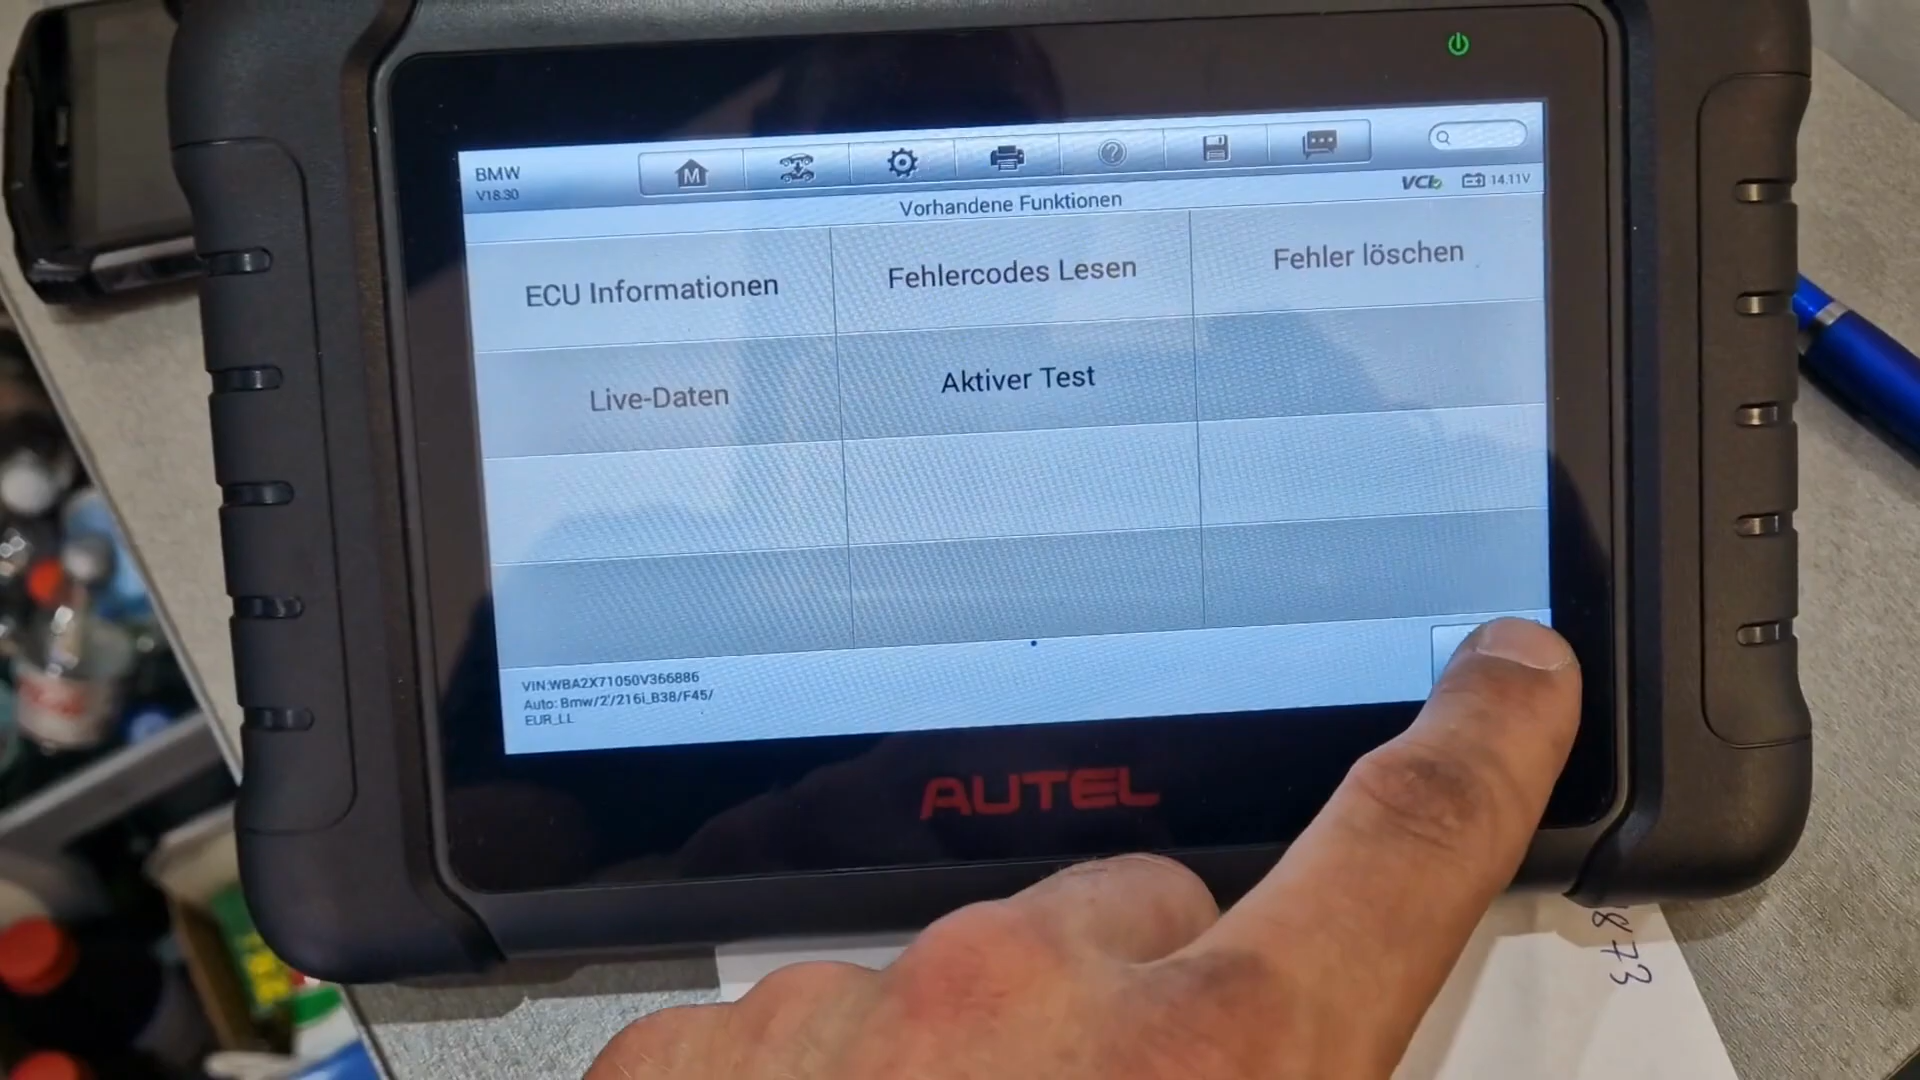 BMW
V18.30
M
?
VCI
14.11V
Vorhandene Funktionen
ECU Informationen
Fehlercodes Lesen
Fehler löschen
Live-Daten
Aktiver Test
VIN:WBA2X71050V366886
Auto: Bmw/2'/216i_B38/F45/
EUR_LL
AUTEL
873